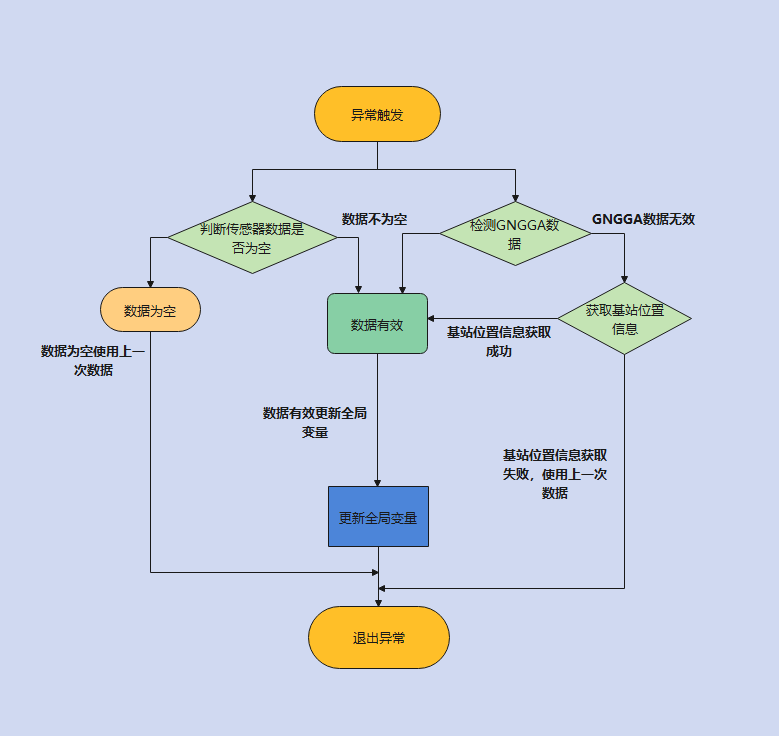 异常触发
判断传感器数据是
否为空
数据不为空
检测GNGGA数
据
GNGGA数据无效
数据为空
数据有效
获取基站位置
信息
基站位置信息获取
成功
数据为空使用上一
次数据
数据有效更新全局
变量
基站位置信息获取
失败，使用上一次
数据
更新全局变量
退出异常